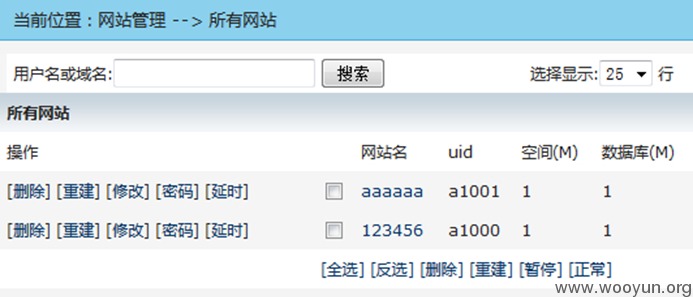 当前位置：网站管理 --> 所有网站
用户名或域名: 搜索 选择显示: 25 行
所有网站
操作 网站名 uid 空间(M) 数据库(M)
[删除] [重建] [修改] [密码] [延时] aaaaaa a1001 1 1
[删除] [重建] [修改] [密码] [延时] 123456 a1000 1 1
[全选] [反选] [删除] [重建] [暂停] [正常]
www.wooyun.org